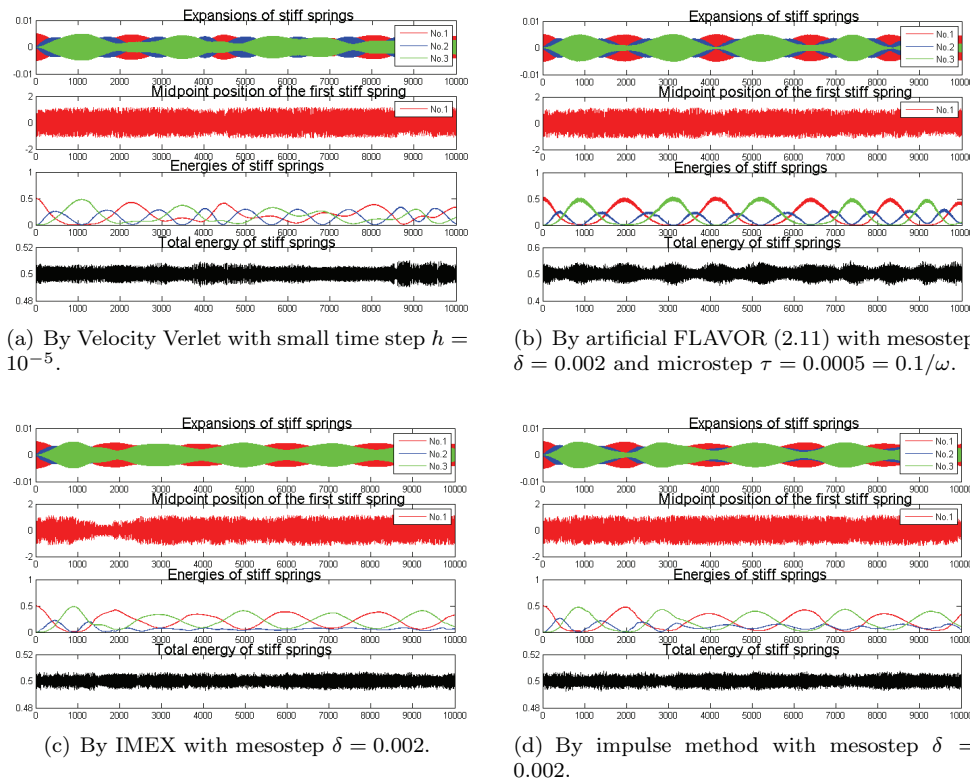 Expansions of stiff springs
0.01
0
-0.01
No.1
No.2
No.3
0 1000 2000 3000 4000 5000 6000 7000 8000 9000 10000
Midpoint position of the first stiff spring
2
0
-2
No.1
0 1000 2000 3000 4000 5000 6000 7000 8000 9000 10000
Energies of stiff springs
1
0.5
0
0 1000 2000 3000 4000 5000 6000 7000 8000 9000 10000
Total energy of stiff springs
0.52
0.5
0.48
0 1000 2000 3000 4000 5000 6000 7000 8000 9000 10000
(a) By Velocity Verlet with small time step h =
10⁻⁵.
Expansions of stiff springs
0.01
0
-0.01
No.1
No.2
No.3
0 1000 2000 3000 4000 5000 6000 7000 8000 9000 10000
Midpoint position of the first stiff spring
2
0
-2
No.1
0 1000 2000 3000 4000 5000 6000 7000 8000 9000 10000
Energies of stiff springs
1
0.5
0
0 1000 2000 3000 4000 5000 6000 7000 8000 9000 10000
Total energy of stiff springs
0.6
0.5
0.4
0 1000 2000 3000 4000 5000 6000 7000 8000 9000 10000
(b) By artificial FLAVOR (2.11) with mesostep
δ = 0.002 and microstep τ = 0.0005 = 0.1/ω.
Expansions of stiff springs
0.01
0
-0.01
No.1
No.2
No.3
0 1000 2000 3000 4000 5000 6000 7000 8000 9000 10000
Midpoint position of the first stiff spring
2
0
-2
No.1
0 1000 2000 3000 4000 5000 6000 7000 8000 9000 10000
Energies of stiff springs
1
0.5
0
0 1000 2000 3000 4000 5000 6000 7000 8000 9000 10000
Total energy of stiff springs
0.52
0.5
0.48
0 1000 2000 3000 4000 5000 6000 7000 8000 9000 10000
(c) By IMEX with mesostep δ = 0.002.
Expansions of stiff springs
0.01
0
-0.01
No.1
No.2
No.3
0 1000 2000 3000 4000 5000 6000 7000 8000 9000 10000
Midpoint position of the first stiff spring
2
0
-2
No.1
0 1000 2000 3000 4000 5000 6000 7000 8000 9000 10000
Energies of stiff springs
1
0.5
0
0 1000 2000 3000 4000 5000 6000 7000 8000 9000 10000
Total energy of stiff springs
0.52
0.5
0.48
0 1000 2000 3000 4000 5000 6000 7000 8000 9000 10000
(d) By impulse method with mesostep δ =
0.002.